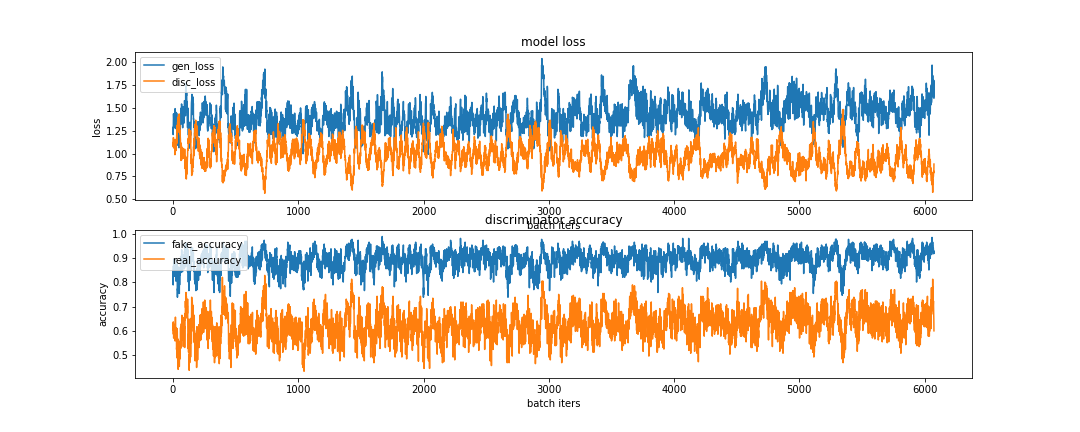 model loss
2.00
1.75
1.50
1.25
1.00
0.75
0.50
loss
gen_loss
disc_loss
0 1000 2000 3000 4000 5000 6000
batch iters
discriminator accuracy
1.0
0.9
0.8
0.7
0.6
0.5
accuracy
fake_accuracy
real_accuracy
0 1000 2000 3000 4000 5000 6000
batch iters